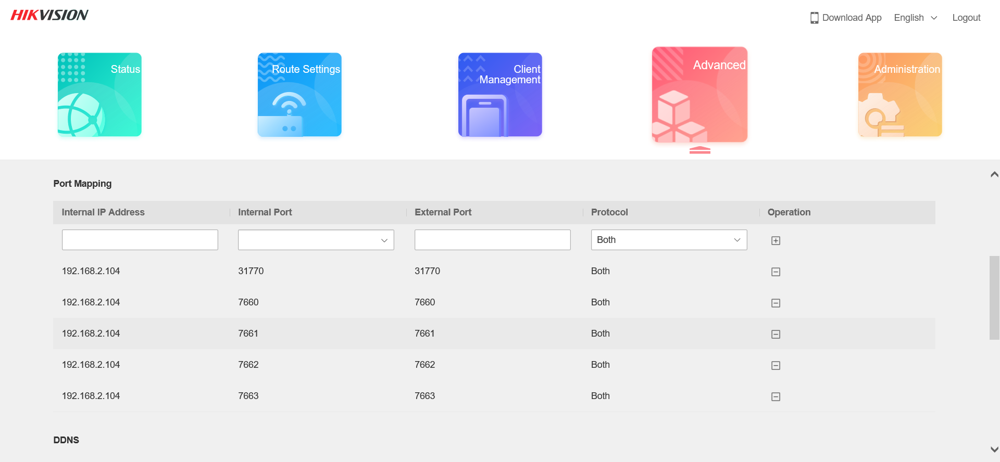 HIKVISION
Download App English Logout
Status
Route Settings
Client
Management
Advanced
Administration
Port Mapping
Internal IP Address Internal Port External Port Protocol Operation
Both
192.168.2.104 31770 31770 Both
192.168.2.104 7660 7660 Both
192.168.2.104 7661 7661 Both
192.168.2.104 7662 7662 Both
192.168.2.104 7663 7663 Both
DDNS